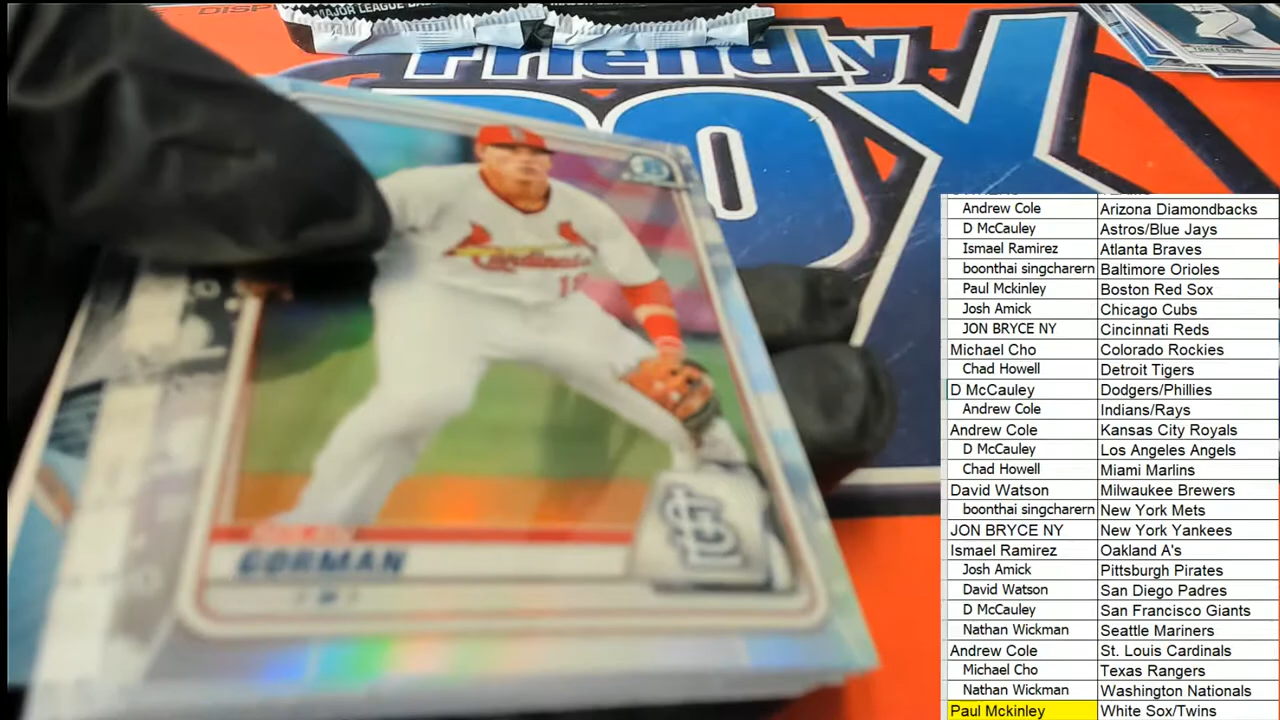 MAJOR LEAGUE BA
MAJOR LEAGUE
Friendly
BOX
TORKELSON
Cardinals
GORMAN
Andrew Cole Arizona Diamondbacks
D McCauley Astros/Blue Jays
Ismael Ramirez Atlanta Braves
boonthai singcharern Baltimore Orioles
Paul Mckinley Boston Red Sox
Josh Amick Chicago Cubs
JON BRYCE NY Cincinnati Reds
Michael Cho Colorado Rockies
Chad Howell Detroit Tigers
D McCauley Dodgers/Phillies
Andrew Cole Indians/Rays
Andrew Cole Kansas City Royals
D McCauley Los Angeles Angels
Chad Howell Miami Marlins
David Watson Milwaukee Brewers
boonthai singcharern New York Mets
JON BRYCE NY New York Yankees
Ismael Ramirez Oakland A's
Josh Amick Pittsburgh Pirates
David Watson San Diego Padres
D McCauley San Francisco Giants
Nathan Wickman Seattle Mariners
Andrew Cole St. Louis Cardinals
Michael Cho Texas Rangers
Nathan Wickman Washington Nationals
Paul Mckinley White Sox/Twins